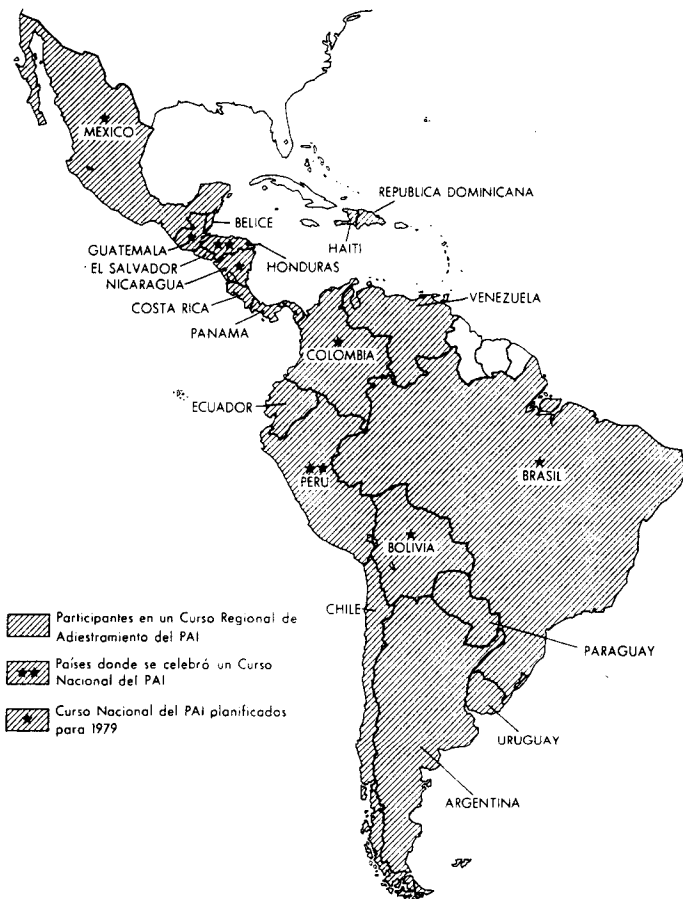 MEXICO
REPUBLICA DOMINICANA
BELICE
HAITI
GUATEMALA
EL SALVADOR
HONDURAS
NICARAGUA
COSTA RICA
VENEZUELA
PANAMA
COLOMBIA
ECUADOR
PERU
BRASIL
BOLIVIA
CHILE
PARAGUAY
URUGUAY
ARGENTINA
Participantes en un Curso Regional de
Adiestramiento del PAI
Países donde se celebró un Curso
Nacional del PAI
Curso Nacional del PAI planificados
para 1979